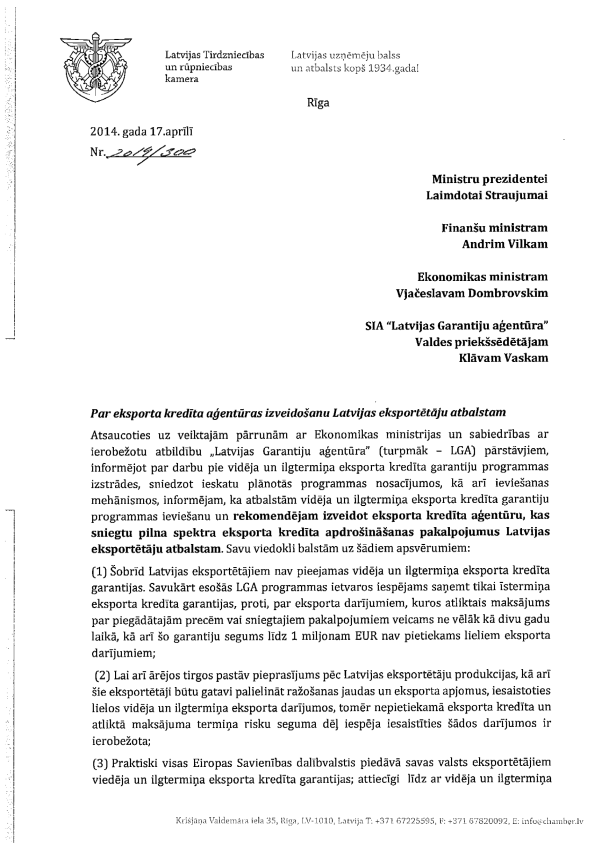 Latvijas Tirdzniecības
un rūpniecības
kamera
Latvijas uzņēmēju balss
un atbalsts kopš 1934.gada!
Rīga
2014. gada 17.aprīlī
Nr. 2019/300
Ministru prezidentei
Laimdotai Straujumai
Finanšu ministram
Andrim Vilkam
Ekonomikas ministram
Vjačeslavam Dombrovskim
SIA “Latvijas Garantiju aģentūra”
Valdes priekšsēdētājam
Klāvam Vaskam
Par eksporta kredīta aģentūras izveidošanu Latvijas eksportētāju atbalstam
Atsaucoties uz veiktajām pārrunām ar Ekonomikas ministrijas un sabiedrības ar
ierobežotu atbildību „Latvijas Garantiju aģentūra” (turpmāk – LGA) pārstāvjiem,
informējot par darbu pie vidēja un ilgtermiņa eksporta kredīta garantiju programmas
izstrādes, sniedzot ieskatu plānotās programas nosacījumos, kā arī ieviešanas
mehānismos, informējam, ka atbalstām vidēja un ilgtermiņa eksporta kredīta garantiju
programmas ieviešanu un rekomendējam izveidot eksporta kredīta aģentūru, kas
sniegtu pilna spektra eksporta kredīta apdrošināšanas pakalpojumus Latvijas
eksportētāju atbalstam. Savu viedokli balstām uz šādiem apsvērumiem:
(1) Šobrīd Latvijas eksportētājiem nav pieejamas vidēja un ilgtermiņa eksporta kredīta
garantijas. Savukārt esošās LGA programmas ietvaros iespējams saņemt tikai īstermiņa
eksporta kredīta garantijas, proti, par eksporta darījumiem, kuros atliktais maksājums
par piegādātajām precēm vai sniegtajiem pakalpojumiem veicams ne vēlāk kā divu gadu
laikā, kā arī šo garantiju segums līdz 1 miljonam EUR nav pietiekams lieliem eksporta
darījumiem;
(2) Lai arī ārējos tirgos pastāv pieprasījums pēc Latvijas eksportētāju produkcijas, kā arī
šie eksportētāji būtu gatavi palielināt ražošanas jaudas un eksporta apjomus, iesaistoties
lielos vidēja un ilgtermiņa eksporta darījumos, tomēr nepietiekamā eksporta kredīta un
atliktā maksājuma termiņa risku seguma dēļ iespēja iesaistīties šādos darījumos ir
ierobežota;
(3) Praktiski visas Eiropas Savienības dalībvalstis piedāvā savas valsts eksportētājiem
viedēja un ilgtermiņa eksporta kredīta garantijas; attiecīgi līdz ar vidēja un ilgtermiņa
Krišjāņa Valdemāra iela 35, Rīga, LV-1010, Latvija T: +371 67225595, F: +371 67820092, E: info@chamber.lv